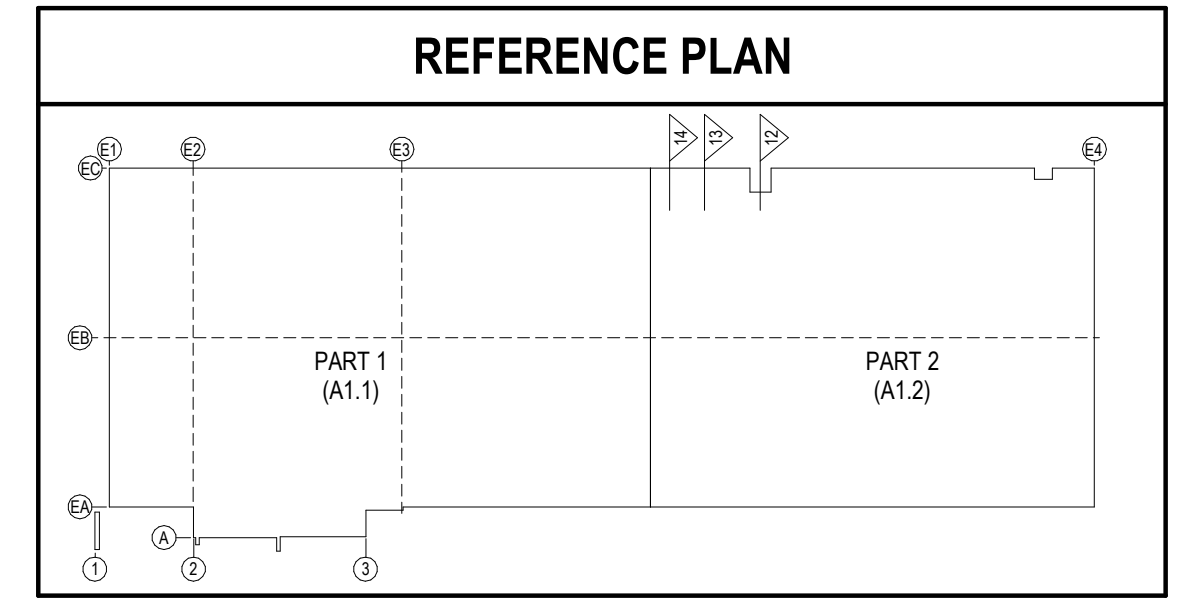 REFERENCE PLAN
14
13
12
E1
E2
E3
E4
EC
EB
PART 1
(A1.1)
PART 2
(A1.2)
EA
A
1
2
3